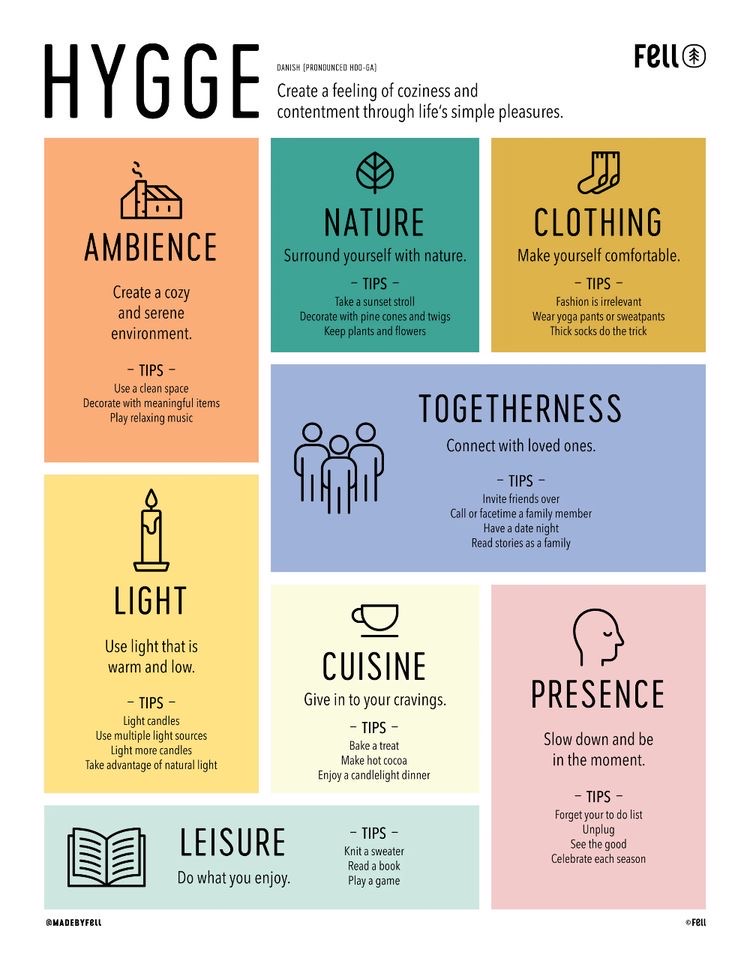 HYGGE
DANISH (PRONOUNCED HOO-GA)
Create a feeling of coziness and
contentment through life's simple pleasures.
Fell
AMBIENCE
Create a cozy
and serene
environment.
– TIPS –
Use a clean space
Decorate with meaningful items
Play relaxing music
NATURE
Surround yourself with nature.
– TIPS –
Take a sunset stroll
Decorate with pine cones and twigs
Keep plants and flowers
CLOTHING
Make yourself comfortable.
– TIPS –
Fashion is irrelevant
Wear yoga pants or sweatpants
Thick socks do the trick
TOGETHERNESS
Connect with loved ones.
– TIPS –
Invite friends over
Call or facetime a family member
Have a date night
Read stories as a family
LIGHT
Use light that is
warm and low.
– TIPS –
Light candles
Use multiple light sources
Light more candles
Take advantage of natural light
CUISINE
Give in to your cravings.
– TIPS –
Bake a treat
Make hot cocoa
Enjoy a candlelight dinner
PRESENCE
Slow down and be
in the moment.
– TIPS –
Forget your to do list
Unplug
See the good
Celebrate each season
LEISURE
Do what you enjoy.
– TIPS –
Knit a sweater
Read a book
Play a game
@MADEBYFELL
©Fell